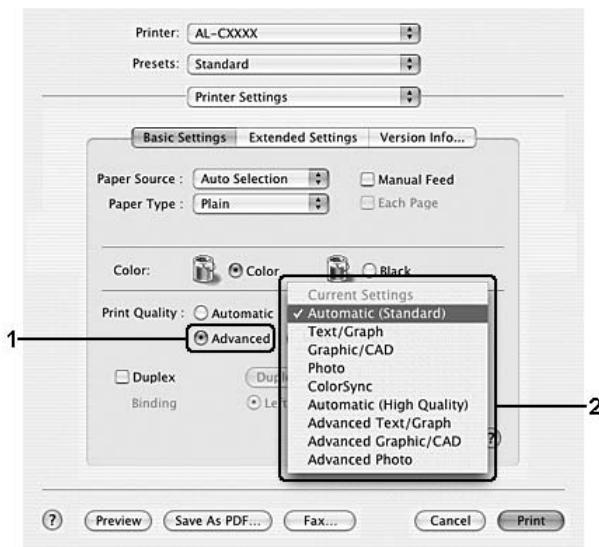 Printer: AL-CXXXX
Presets: Standard
Printer Settings
Basic Settings Extended Settings Version Info...
Paper Source : Auto Selection Manual Feed
Paper Type : Plain Each Page
Color: Color Black
Print Quality : Automatic
1 Advanced
Duplex
Binding
Current Settings
✓ Automatic (Standard)
Text/Graph
Graphic/CAD
Photo
ColorSync
Automatic (High Quality)
Advanced Text/Graph
Advanced Graphic/CAD
Advanced Photo
2
?
? Preview Save As PDF... Fax... Cancel Print